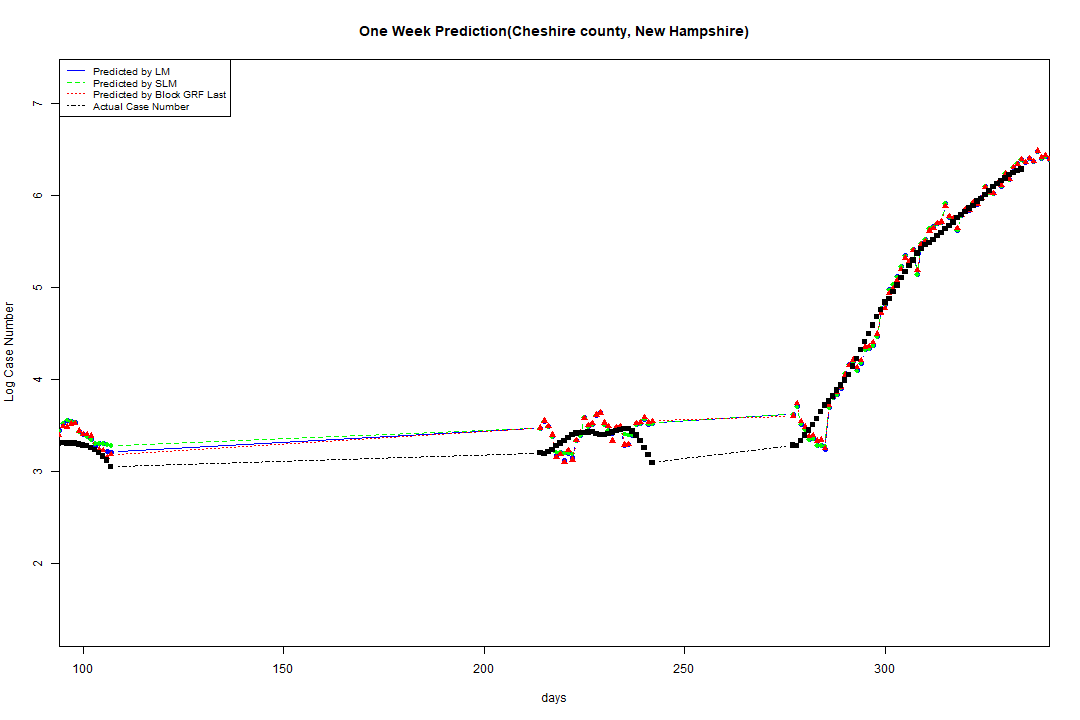 One Week Prediction(Cheshire county, New Hampshire)
Predicted by LM
Predicted by SLM
Predicted by Block GRF Last
Actual Case Number
7
6
5
4
3
2
Log Case Number
100 150 200 250 300
days